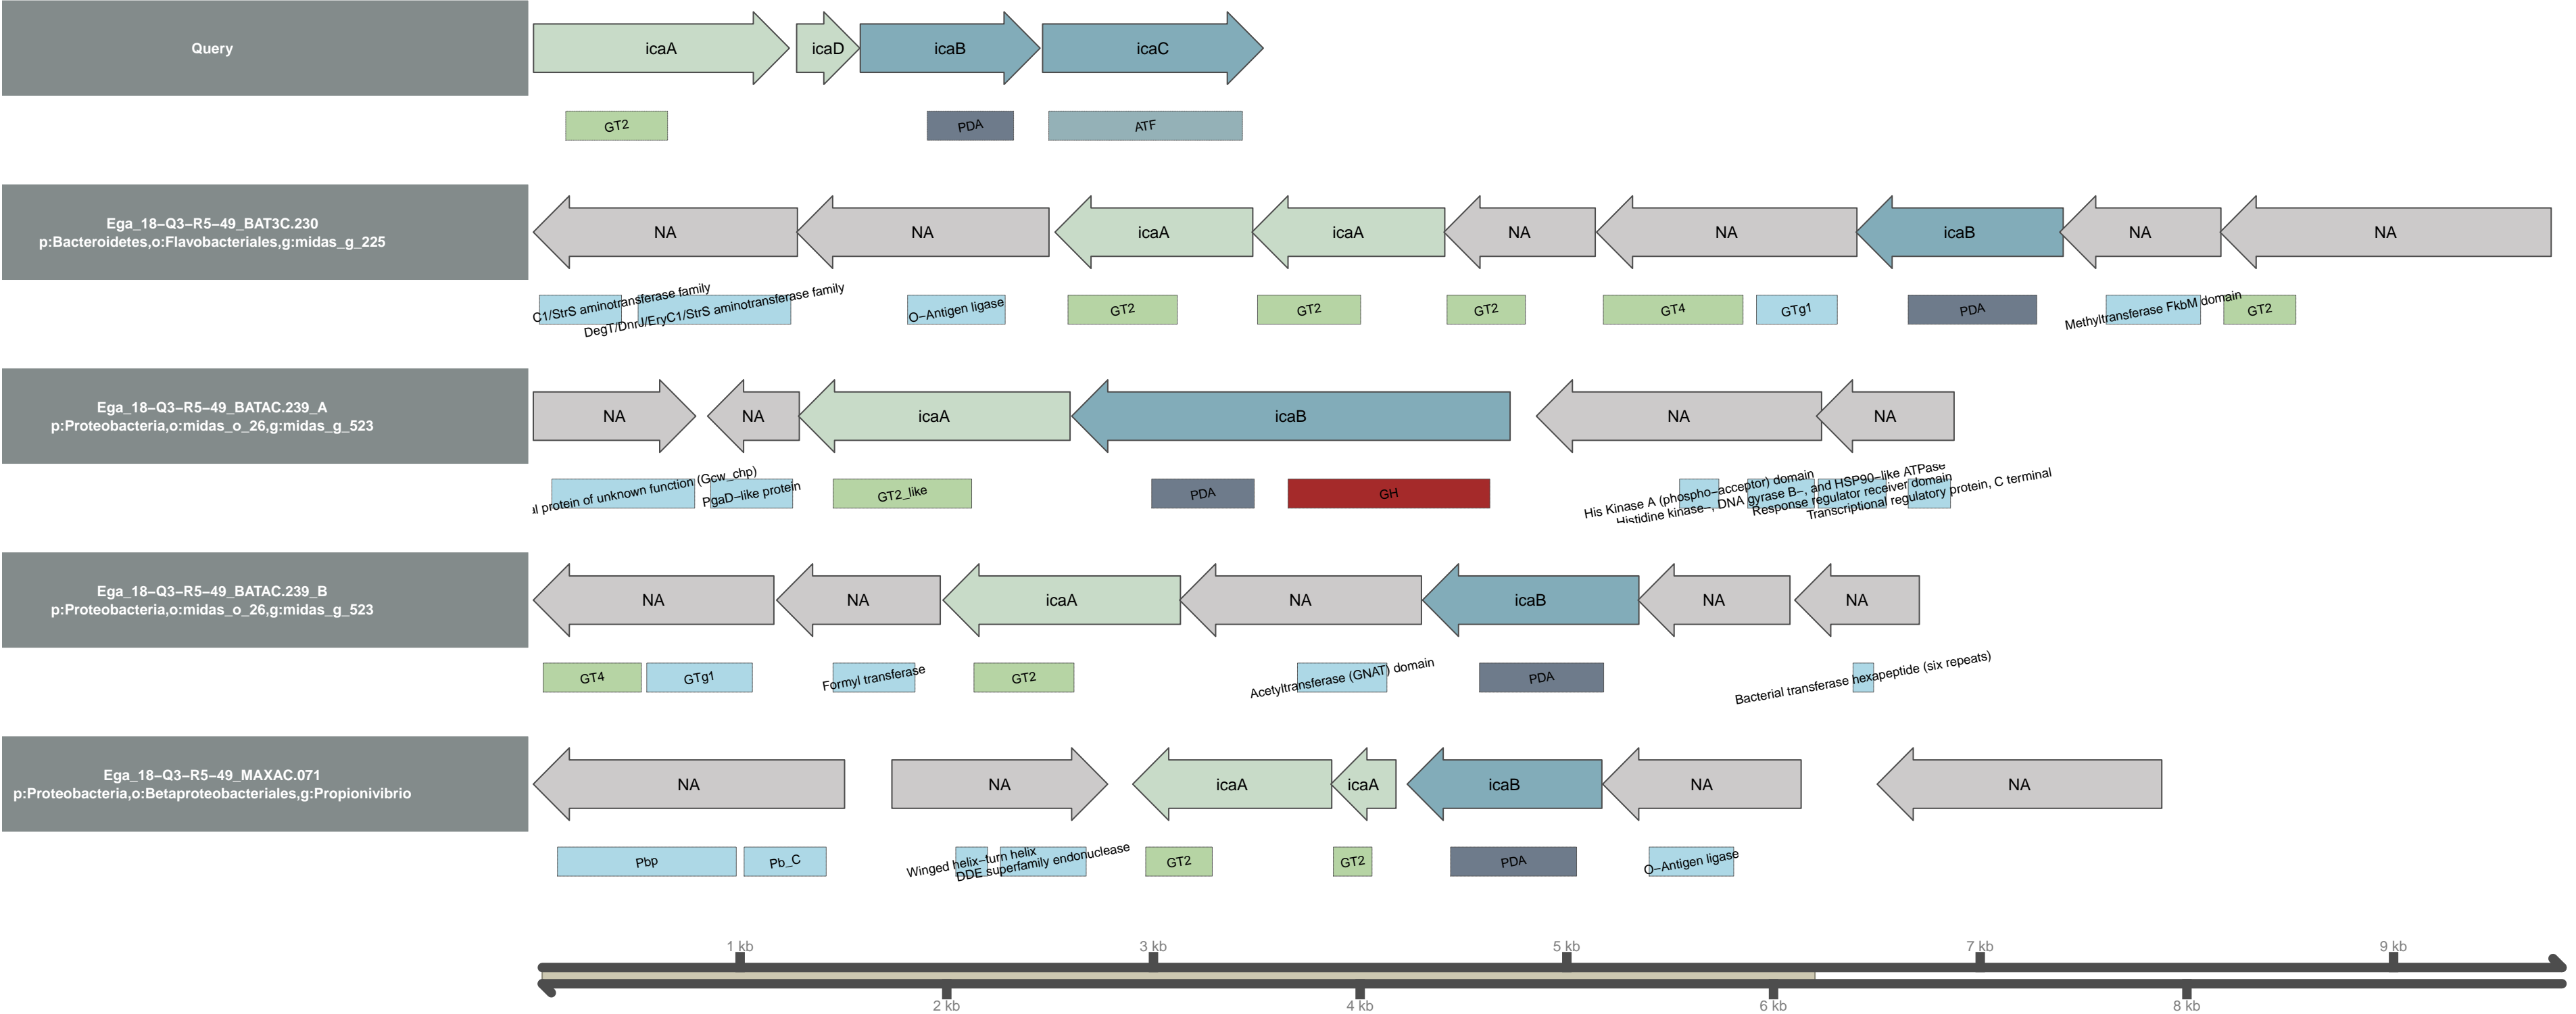 Query
icaA
icaD
icaB
icaC
GT2
PDA
ATF
Ega_18–Q3–R5–49_BAT3C.230
p:Bacteroidetes,o:Flavobacteriales,g:midas_g_225
NA
NA
icaA
icaA
NA
NA
icaB
NA
NA
C1/StrS aminotransferase family
DegT/DnrJ/EryC1/StrS aminotransferase family
O–Antigen ligase
GT2
GT2
GT2
GT4
GTg1
PDA
Methyltransferase FkbM domain
GT2
Ega_18–Q3–R5–49_BATAC.239_A
p:Proteobacteria,o:midas_o_26,g:midas_g_523
NA
NA
icaA
icaB
NA
NA
al protein of unknown function (Gcw_chp)
PgaD–like protein
GT2_like
PDA
GH
His Kinase A (phospho–acceptor) domain
Histidine kinase–, DNA gyrase B–, and HSP90–like ATPase
Response regulator receiver domain
Transcriptional regulatory protein, C terminal
Ega_18–Q3–R5–49_BATAC.239_B
p:Proteobacteria,o:midas_o_26,g:midas_g_523
NA
NA
icaA
NA
icaB
NA
NA
GT4
GTg1
Formyl transferase
GT2
Acetyltransferase (GNAT) domain
PDA
Bacterial transferase hexapeptide (six repeats)
Ega_18–Q3–R5–49_MAXAC.071
p:Proteobacteria,o:Betaproteobacteriales,g:Propionivibrio
NA
NA
icaA
icaA
icaB
NA
NA
Pbp
Pb_C
Winged helix–turn helix
DDE superfamily endonuclease
GT2
GT2
PDA
O–Antigen ligase
1 kb
3 kb
5 kb
7 kb
9 kb
2 kb
4 kb
6 kb
8 kb